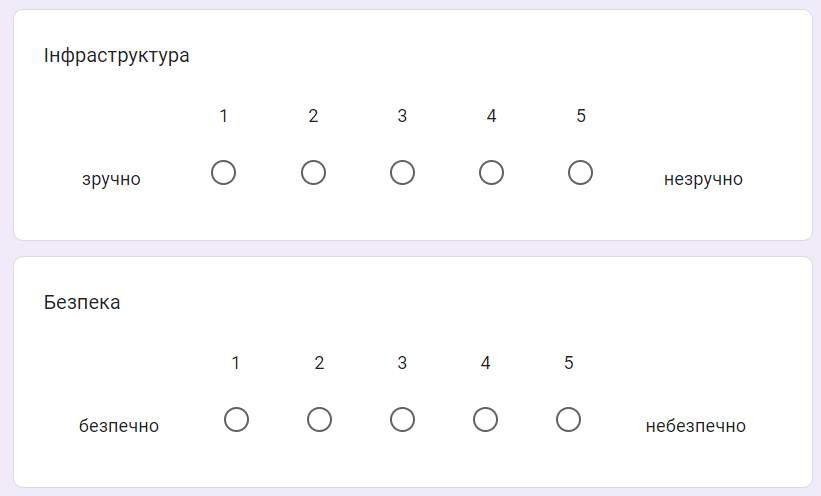 Інфраструктура
1 2 3 4 5
зручно незручно
Безпека
1 2 3 4 5
безпечно небезпечно